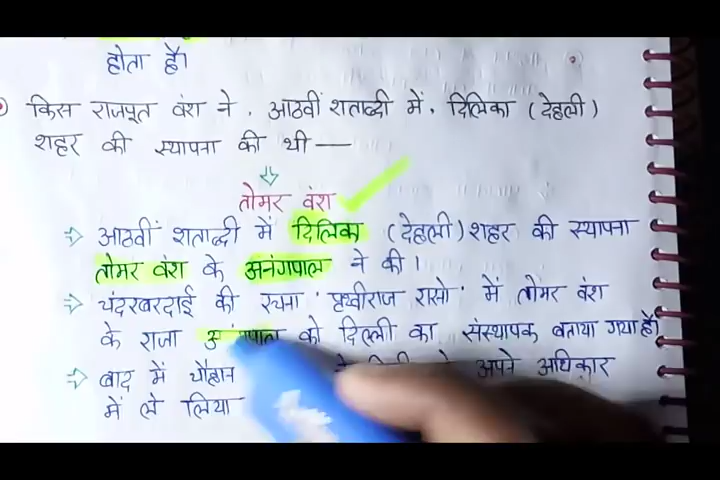 होता है।
किस राजपूत वंश ने . आठवीं शताब्दी में . दिलिका (देहली)
शहर की स्थापना की थी —
तोमर वंश
⇒ आठवीं शताब्दी में दिलिक (देहली) शहर की स्थापना
तोमर वंश के अनंगपाल ने की ।
⇒ चंदरबरदाई की रचना 'पृथ्वीराज रासो' में तोमर वंश
के राजा को दिल्ली का संस्थापक बताया गया है।
⇒ बाद में चौहान अपने अधिकार
में ले लिया